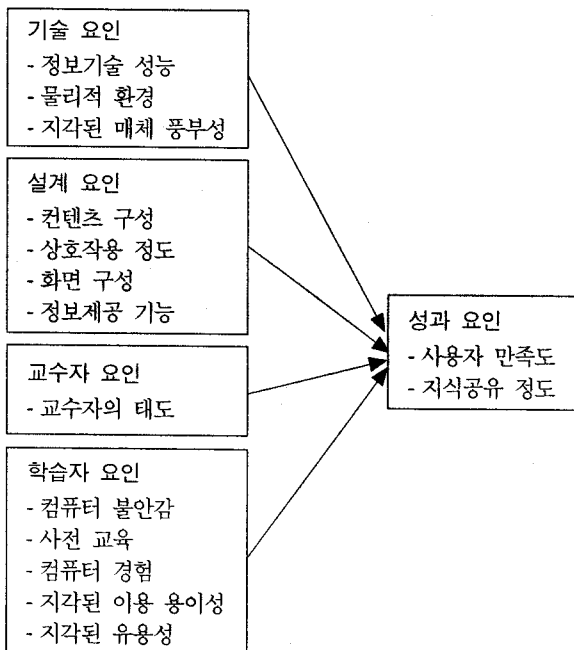 기술 요인
- 정보기술 성능
- 물리적 환경
- 지각된 매체 풍부성
설계 요인
- 컨텐츠 구성
- 상호작용 정도
- 화면 구성
- 정보제공 기능
교수자 요인
- 교수자의 태도
학습자 요인
- 컴퓨터 불안감
- 사전 교육
- 컴퓨터 경험
- 지각된 이용 용이성
- 지각된 유용성
성과 요인
- 사용자 만족도
- 지식공유 정도